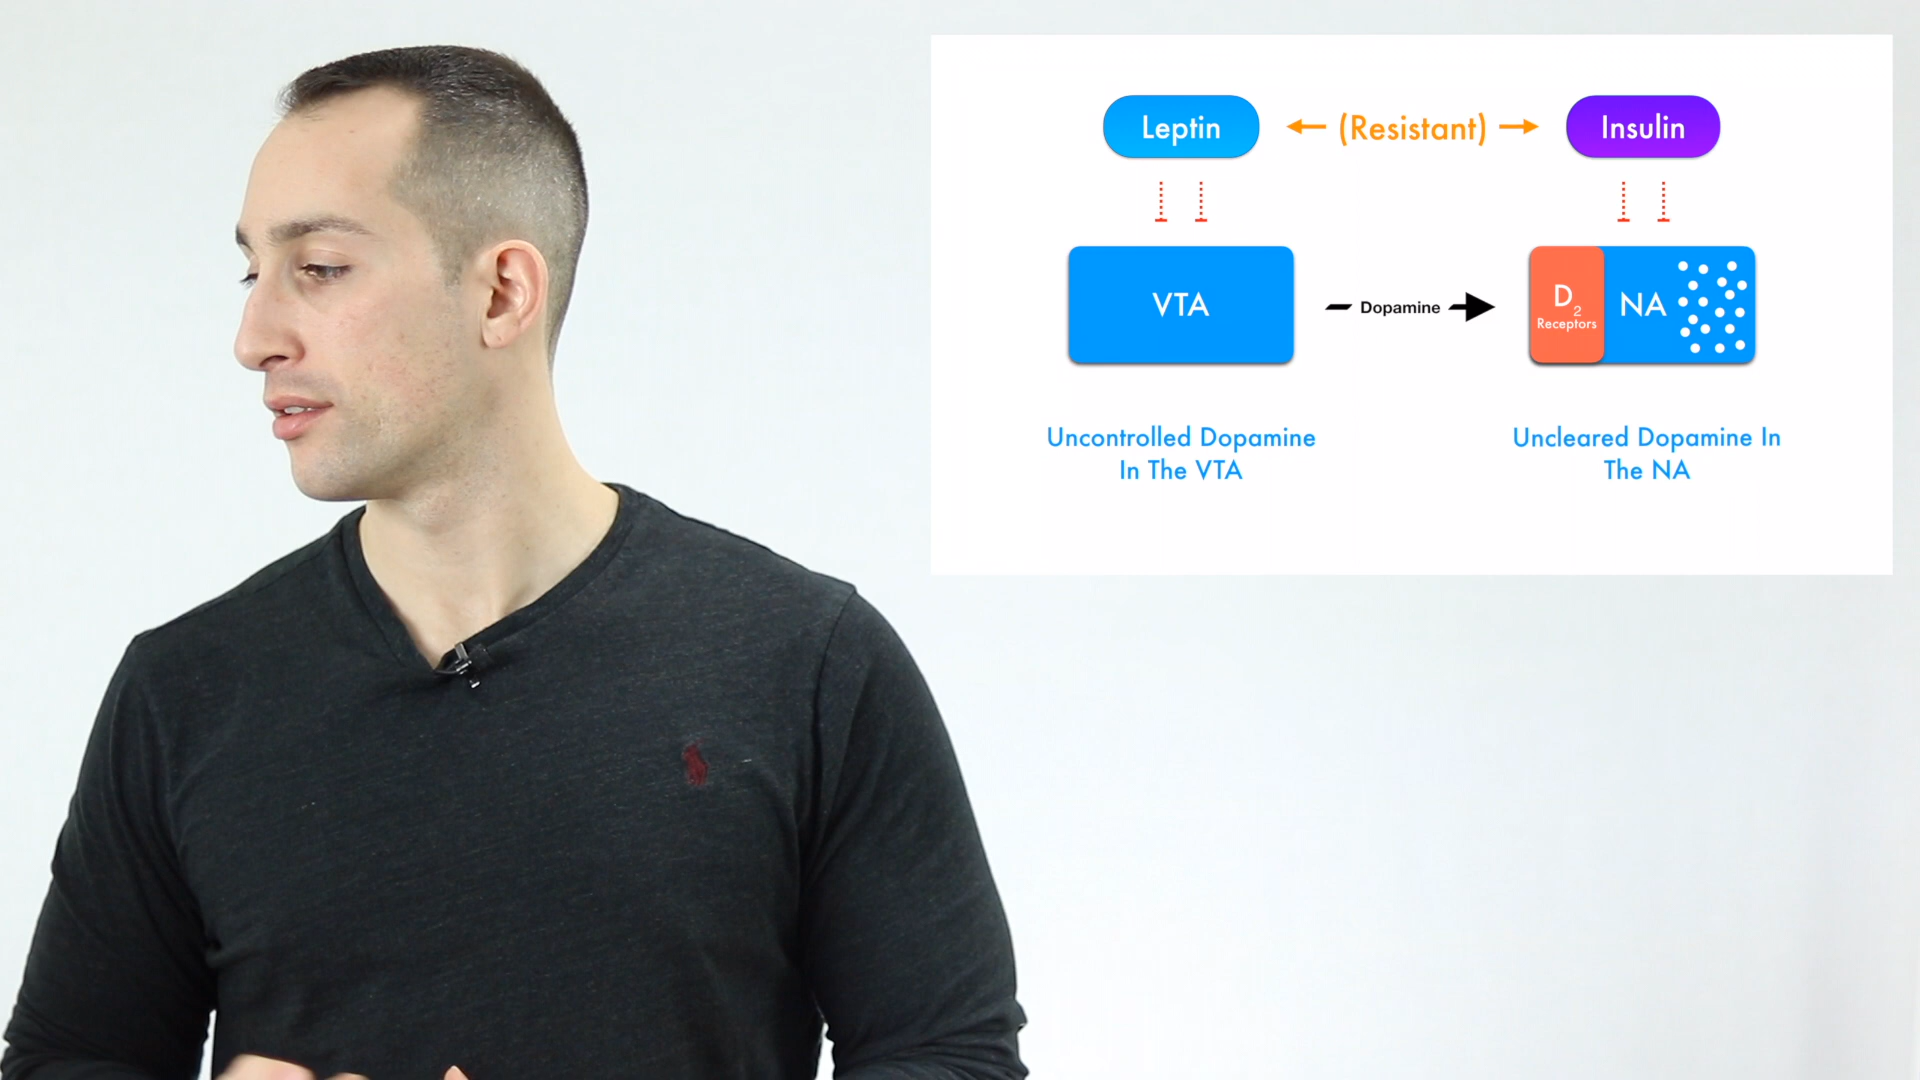 Leptin
(Resistant)
Insulin
VTA
Dopamine
D2
Receptors
NA
Uncontrolled Dopamine
In The VTA
Uncleared Dopamine In
The NA